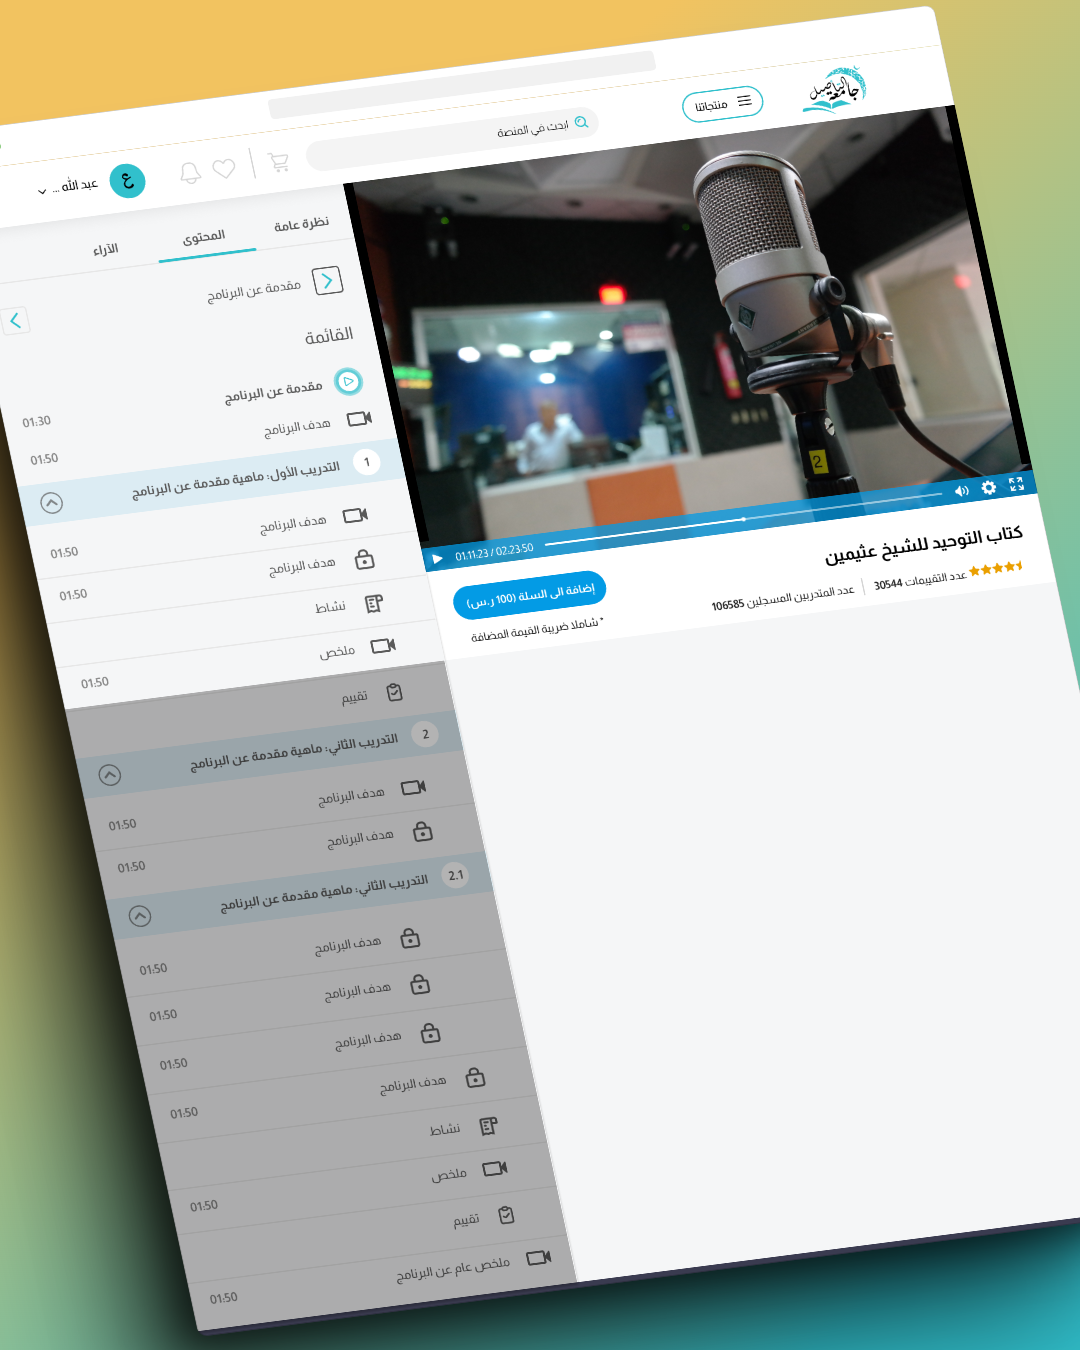 جامعة التأصيل
منتجاتنا
ابحث في المنصة
ع
عبد الله ...
نظرة عامة
المحتوى
الآراء
مقدمة عن البرنامج
القائمة
مقدمة عن البرنامج 01:30
هدف البرنامج 01:50
1 التدريب الأول: ماهية مقدمة عن البرنامج
هدف البرنامج 01:50
هدف البرنامج 01:50
نشاط
ملخص 01:50
تقييم
2 التدريب الثاني: ماهية مقدمة عن البرنامج
هدف البرنامج 01:50
هدف البرنامج 01:50
2.1 التدريب الثاني: ماهية مقدمة عن البرنامج
هدف البرنامج 01:50
هدف البرنامج 01:50
هدف البرنامج 01:50
هدف البرنامج 01:50
نشاط
ملخص 01:50
تقييم
ملخص عام عن البرنامج 01:50
2
01:11:23 / 02:23:50
كتاب التوحيد للشيخ عثيمين
عدد التقييمات 30544
عدد المتدربين المسجلين 106585
إضافة الى السلة (100 ر.س)
* شاملا ضريبة القيمة المضافة